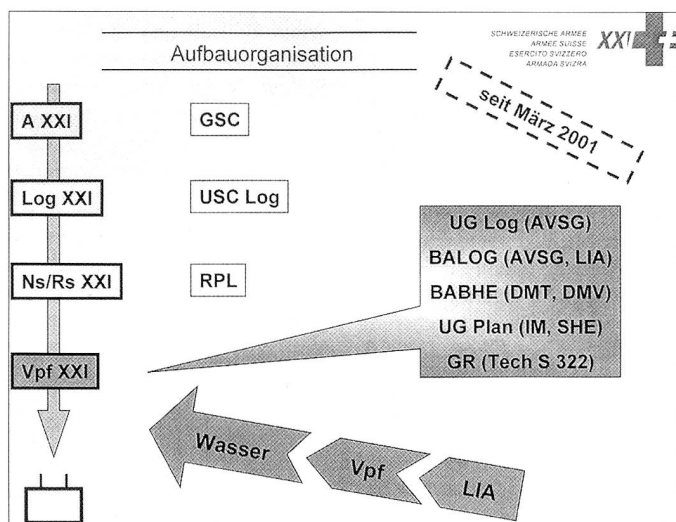 SCHWEIZERISCHE ARMEE
ARMEE SUISSE
ESERCITO SVIZZERO
ARMADA SVIZRA
XXI
Aufbauorganisation
seit März 2001
A XXI
GSC
Log XXI
USC Log
UG Log (AVSG)
BALOG (AVSG, LIA)
BABHE (DMT, DMV)
UG Plan (IM, SHE)
GR (Tech S 322)
Ns/Rs XXI
RPL
Vpf XXI
Wasser
Vpf
LIA